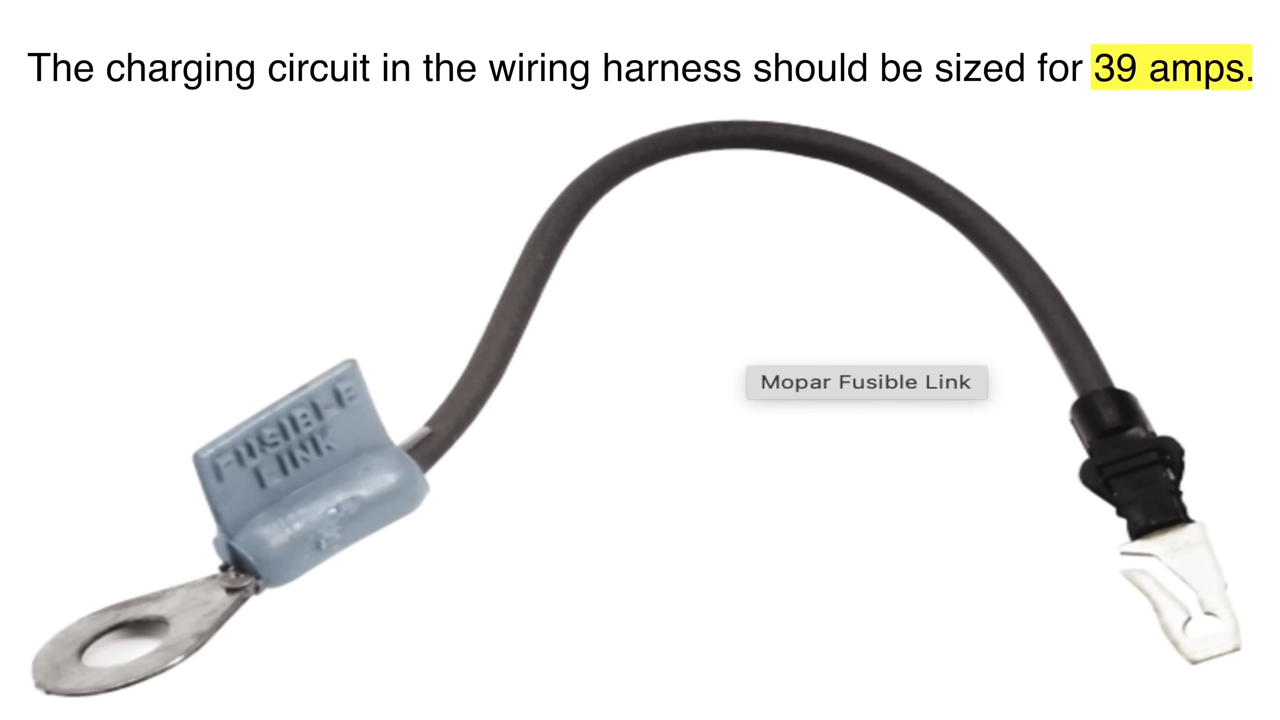 The charging circuit in the wiring harness should be sized for 39 amps.
Mopar Fusible Link
FUSIBLE
LINK